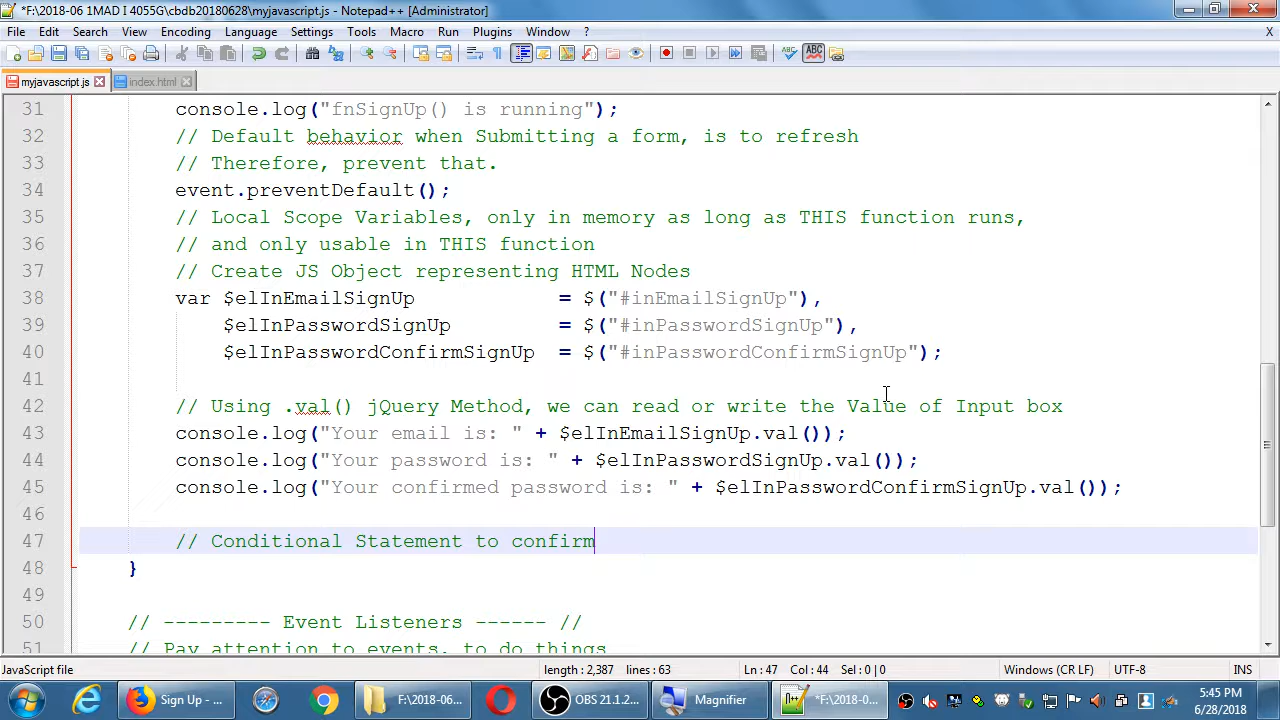 *F:\2018-06 1MAD I 4055G\cbdb20180628\myjavascript.js - Notepad++ [Administrator]
File Edit Search View Encoding Language Settings Tools Macro Run Plugins Window ? X
myjavascript.js index.html
31 console.log("fnSignUp() is running");
32 // Default behavior when Submitting a form, is to refresh
33 // Therefore, prevent that.
34 event.preventDefault();
35 // Local Scope Variables, only in memory as long as THIS function runs,
36 // and only usable in THIS function
37 // Create JS Object representing HTML Nodes
38 var $elInEmailSignUp = $("#inEmailSignUp"),
39 $elInPasswordSignUp = $("#inPasswordSignUp"),
40 $elInPasswordConfirmSignUp = $("#inPasswordConfirmSignUp");
41
42 // Using .val() jQuery Method, we can read or write the Value of Input box
43 console.log("Your email is: " + $elInEmailSignUp.val());
44 console.log("Your password is: " + $elInPasswordSignUp.val());
45 console.log("Your confirmed password is: " + $elInPasswordConfirmSignUp.val());
46
47 // Conditional Statement to confirm
48 }
49
50 // --------- Event Listeners ------ //
51 // Pay attention to events, to do things
JavaScript file length : 2,387 lines : 63 Ln : 47 Col : 44 Sel : 0 | 0 Windows (CR LF) UTF-8 INS
Sign Up - ... F:\2018-06... OBS 21.1.2... Magnifier *F:\2018-0... 5:45 PM
6/28/2018